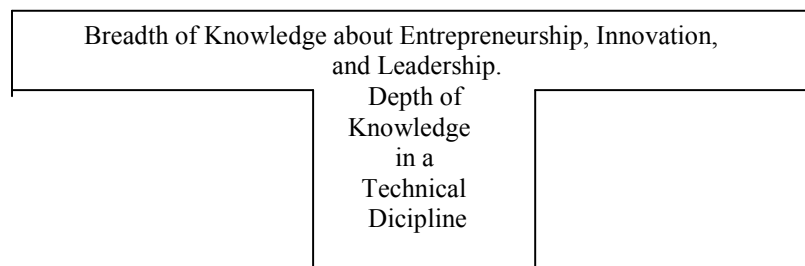 Breadth of Knowledge about Entrepreneurship, Innovation,
and Leadership.
Depth of
Knowledge
in a
Technical
Dicipline